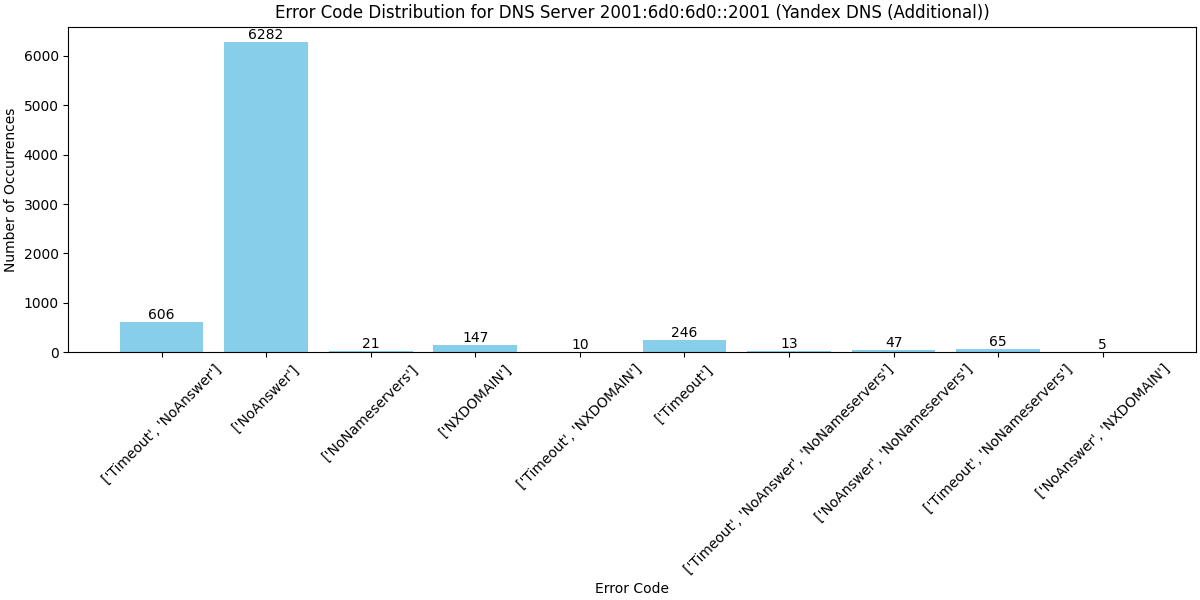 Error Code Distribution for DNS Server 2001:6d0:6d0::2001 (Yandex DNS (Additional))
Number of Occurrences
6000
5000
4000
3000
2000
1000
0
606
6282
21
147
10
246
13
47
65
5
['Timeout', 'NoAnswer']
['NoAnswer']
['NoNameservers']
['NXDOMAIN']
['Timeout', 'NXDOMAIN']
['Timeout']
['Timeout', 'NoAnswer', 'NoNameservers']
['NoAnswer', 'NoNameservers']
['Timeout', 'NoNameservers']
['NoAnswer', 'NXDOMAIN']
Error Code